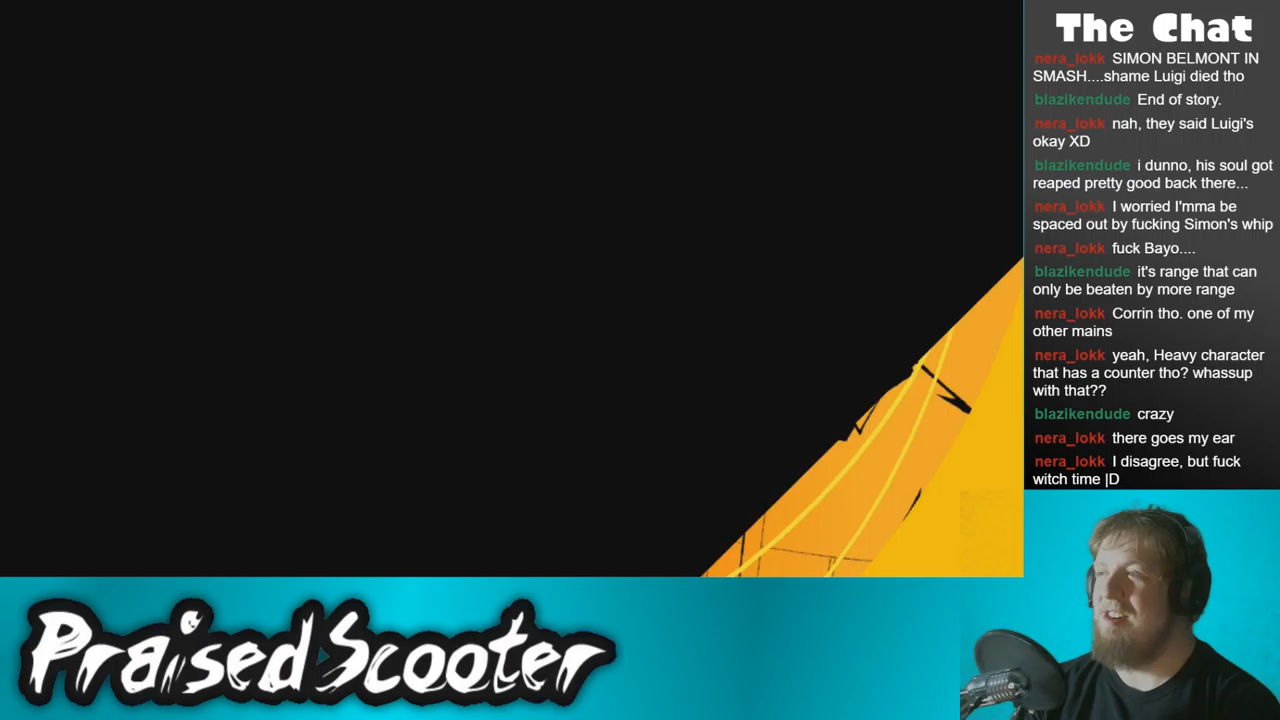 The Chat
nera_lokk SIMON BELMONT IN
SMASH....shame Luigi died tho
blazikendude End of story.
nera_lokk nah, they said Luigi's
okay XD
blazikendude i dunno, his soul got
reaped pretty good back there...
nera_lokk I worried I'mma be
spaced out by fucking Simon's whip
nera_lokk fuck Bayo....
blazikendude it's range that can
only be beaten by more range
nera_lokk Corrin tho. one of my
other mains
nera_lokk yeah, Heavy character
that has a counter tho? whassup
with that??
blazikendude crazy
nera_lokk there goes my ear
nera_lokk I disagree, but fuck
witch time |D
PraisedScooter